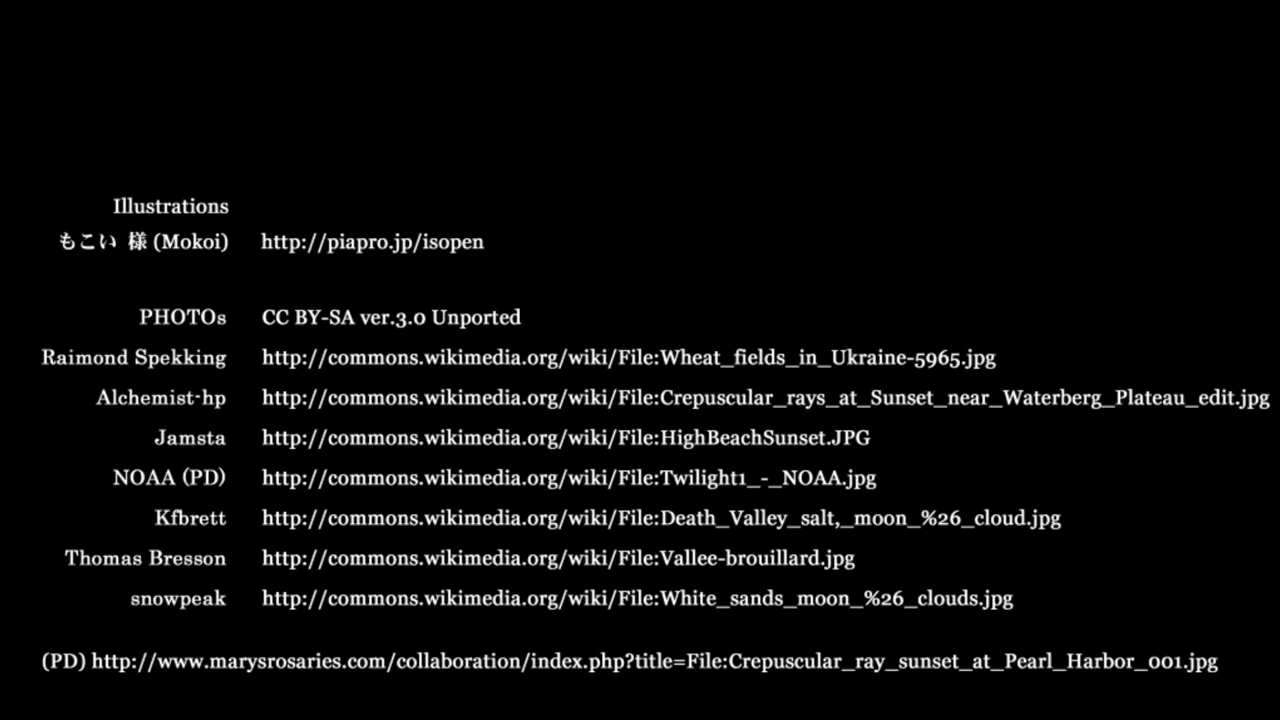 Illustrations
もこい 様 (Mokoi) http://piapro.jp/isopen
PHOTOs CC BY-SA ver.3.0 Unported
Raimond Spekking http://commons.wikimedia.org/wiki/File:Wheat_fields_in_Ukraine-5965.jpg
Alchemist-hp http://commons.wikimedia.org/wiki/File:Crepuscular_rays_at_Sunset_near_Waterberg_Plateau_edit.jpg
Jamsta http://commons.wikimedia.org/wiki/File:HighBeachSunset.JPG
NOAA (PD) http://commons.wikimedia.org/wiki/File:Twilight1_-_NOAA.jpg
Kfbrett http://commons.wikimedia.org/wiki/File:Death_Valley_salt,_moon_%26_cloud.jpg
Thomas Bresson http://commons.wikimedia.org/wiki/File:Vallee-brouillard.jpg
snowpeak http://commons.wikimedia.org/wiki/File:White_sands_moon_%26_clouds.jpg
(PD) http://www.marysrosaries.com/collaboration/index.php?title=File:Crepuscular_ray_sunset_at_Pearl_Harbor_001.jpg